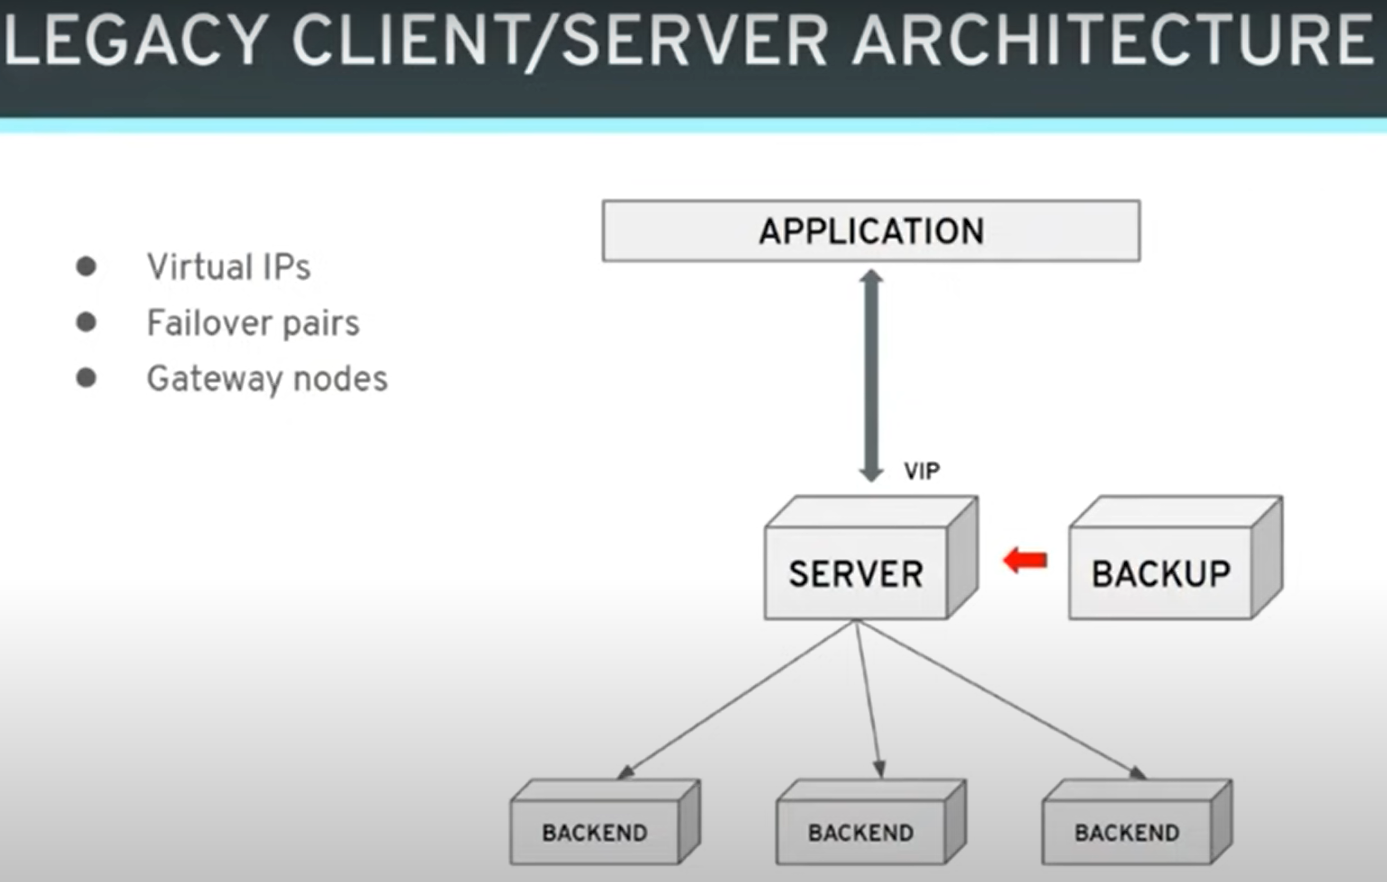 LEGACY CLIENT/SERVER ARCHITECTURE
Virtual IPs
Failover pairs
Gateway nodes
APPLICATION
VIP
SERVER
BACKUP
BACKEND
BACKEND
BACKEND